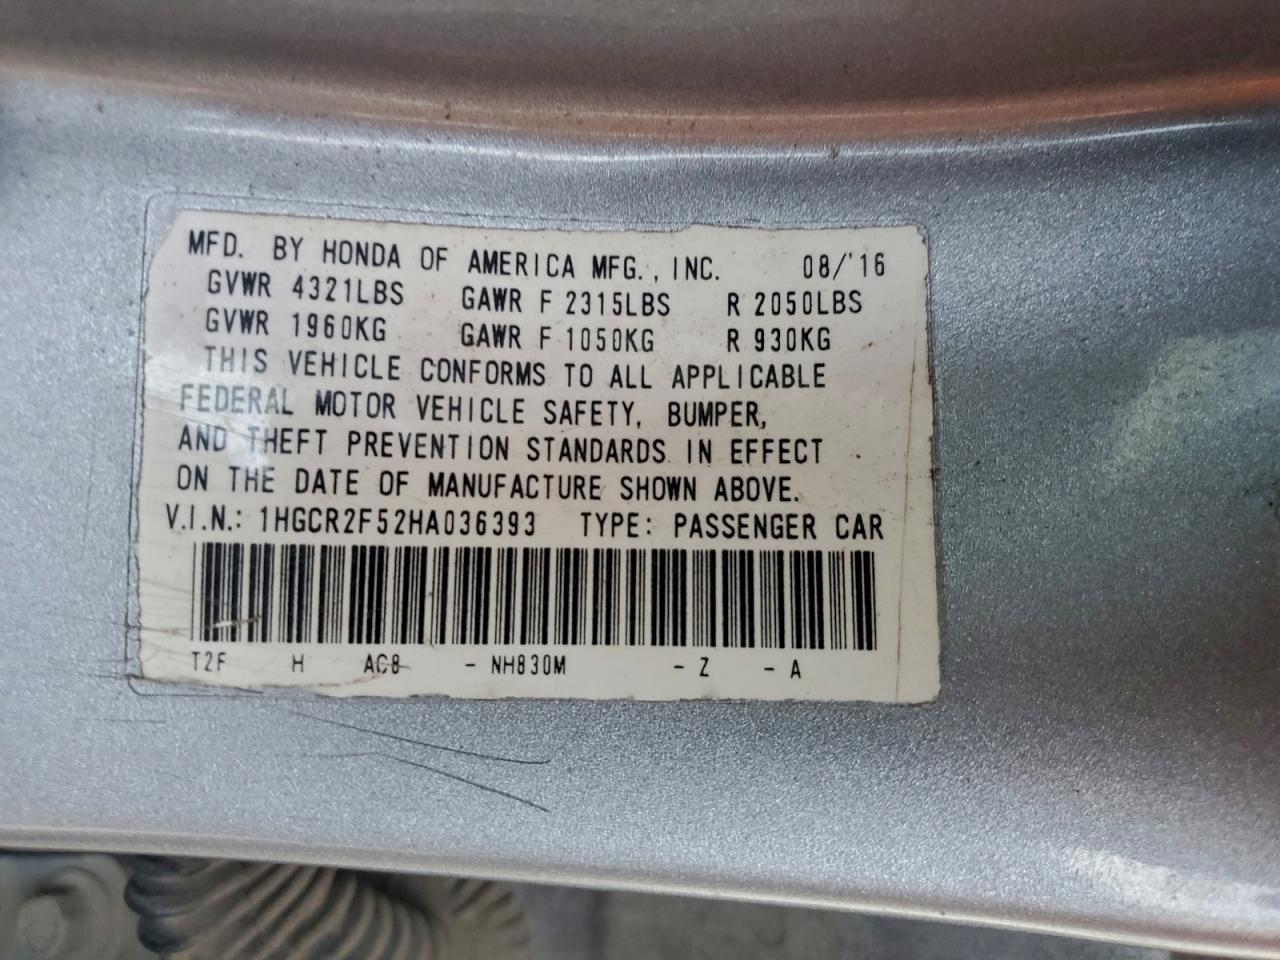 MFD. BY HONDA OF AMERICA MFG., INC. 08/'16
GVWR 4321LBS GAWR F 2315LBS R 2050LBS
GVWR 1960KG GAWR F 1050KG R 930KG
THIS VEHICLE CONFORMS TO ALL APPLICABLE
FEDERAL MOTOR VEHICLE SAFETY, BUMPER,
AND THEFT PREVENTION STANDARDS IN EFFECT
ON THE DATE OF MANUFACTURE SHOWN ABOVE.
V.I.N.: 1HGCR2F52HA036393 TYPE: PASSENGER CAR
T2F H AC8 - NH830M - Z - A